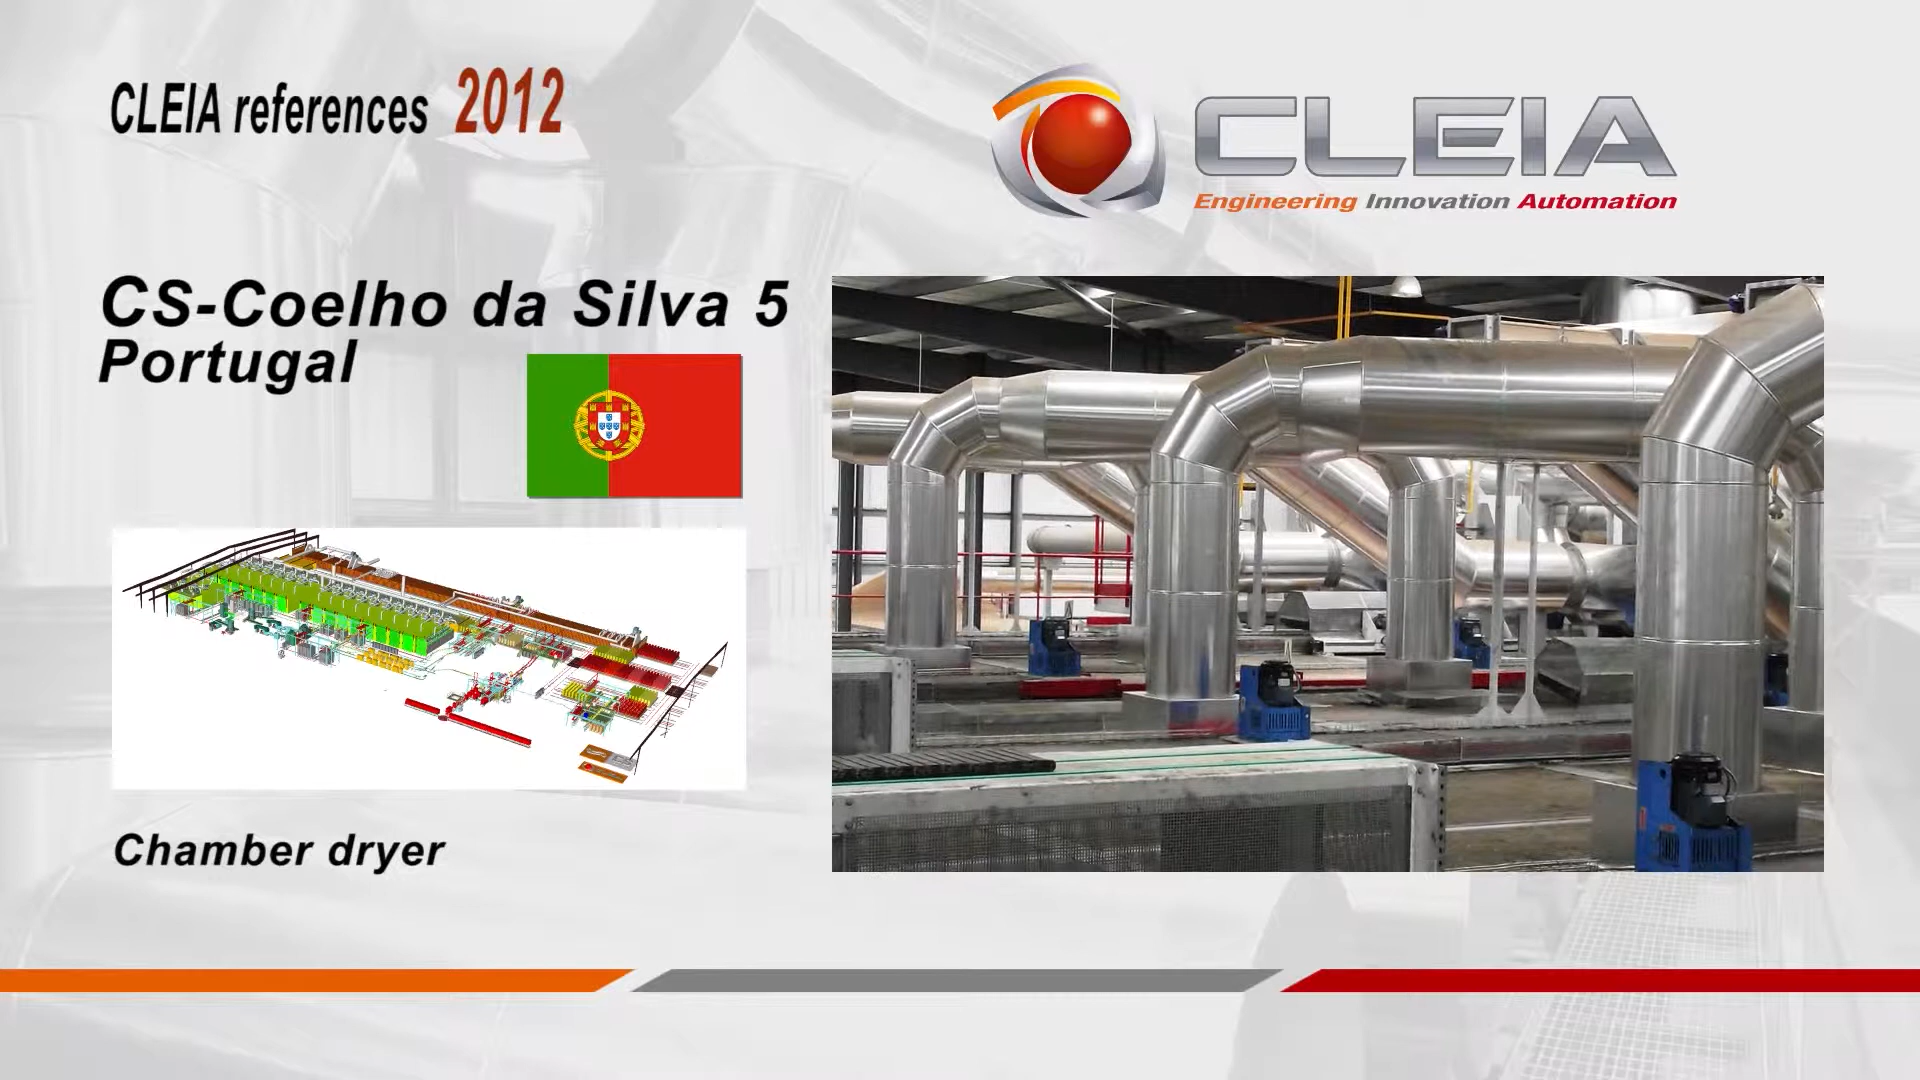 CLEIA references 2012
CLEIA
Engineering Innovation Automation
CS-Coelho da Silva 5
Portugal
Chamber dryer